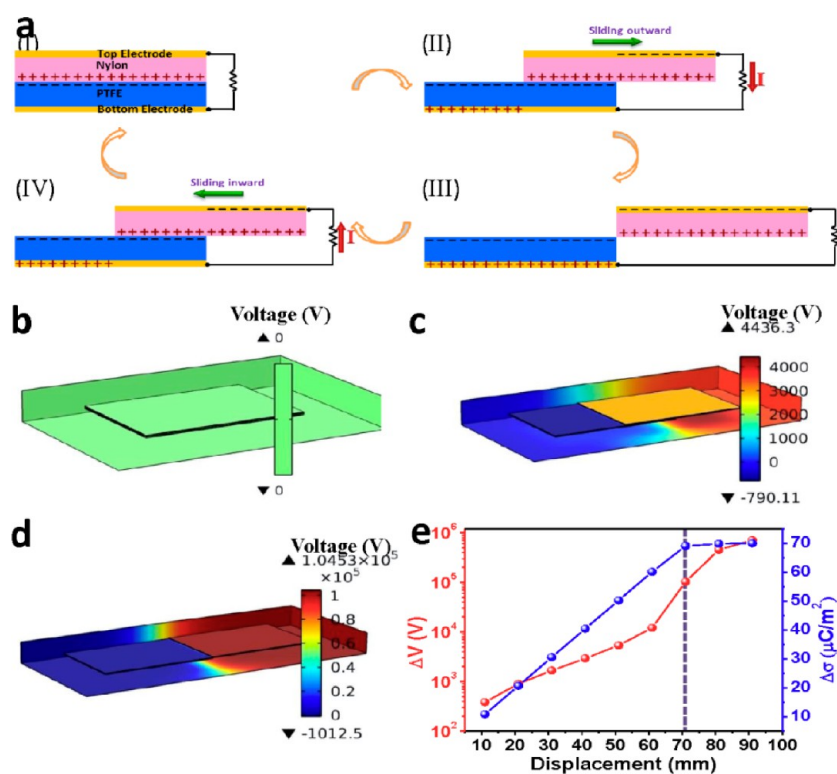 a
(I)
Top Electrode
Nylon
+++++++++++++++++
PTFE
Bottom Electrode
(II)
Sliding outward
I
(IV)
Sliding inward
I
(III)
b
Voltage (V)
▲ 0
0
▼ 0
c
Voltage (V)
▲ 4436.3
4000
3000
2000
1000
0
▼ -790.11
d
Voltage (V)
▲ 1.0453×10⁵
×10⁵
1
0.8
0.6
0.4
0.2
0
▼ -1012.5
e
10⁶
10⁵
10⁴
10³
10²
ΔV (V)
70
60
50
40
30
20
10
Δσ (μC/m²)
10 20 30 40 50 60 70 80 90
Displacement (mm)